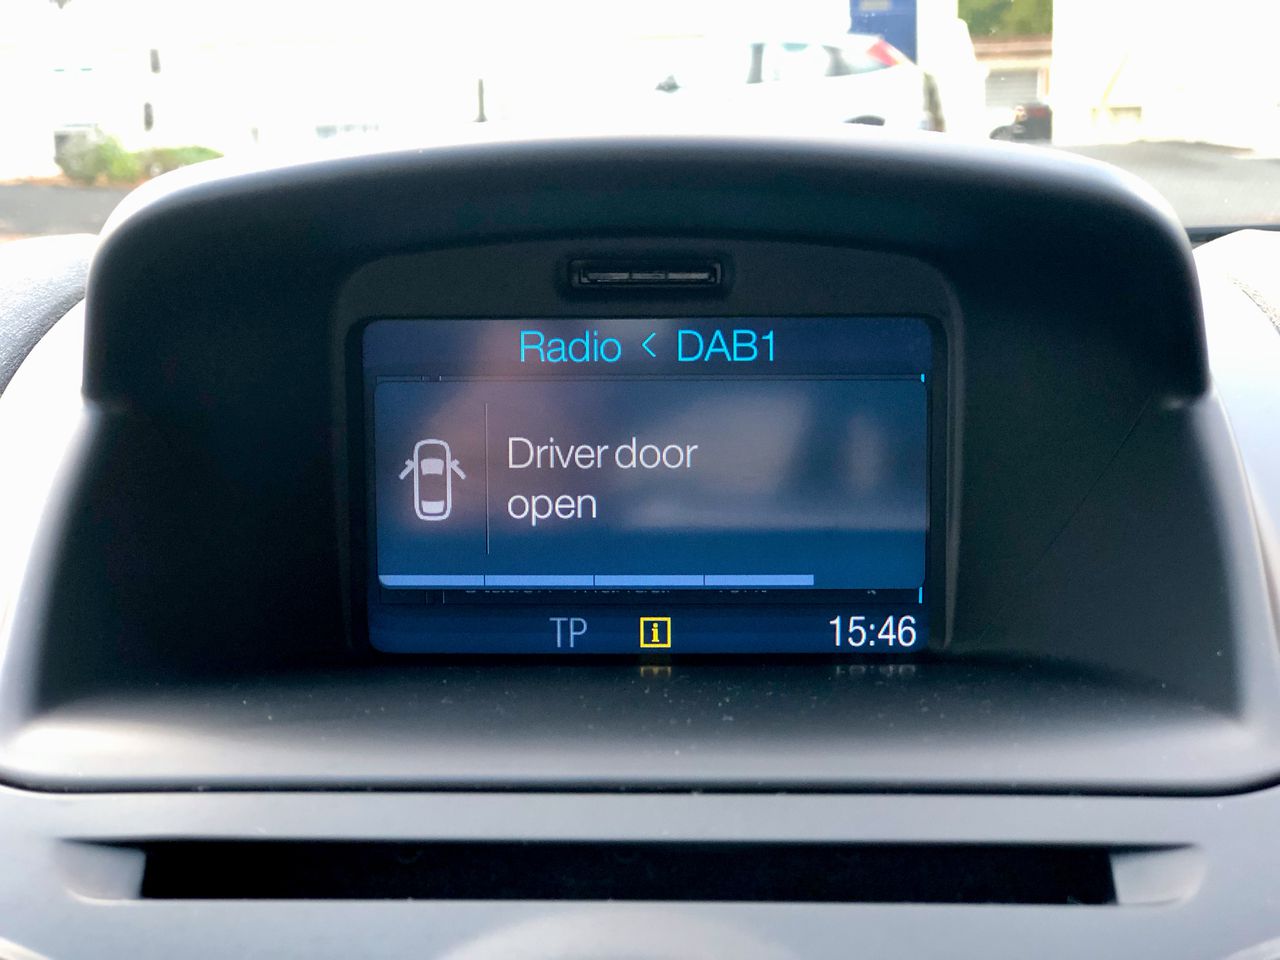 Radio < DAB1
Driver door
open
TP i 15:46